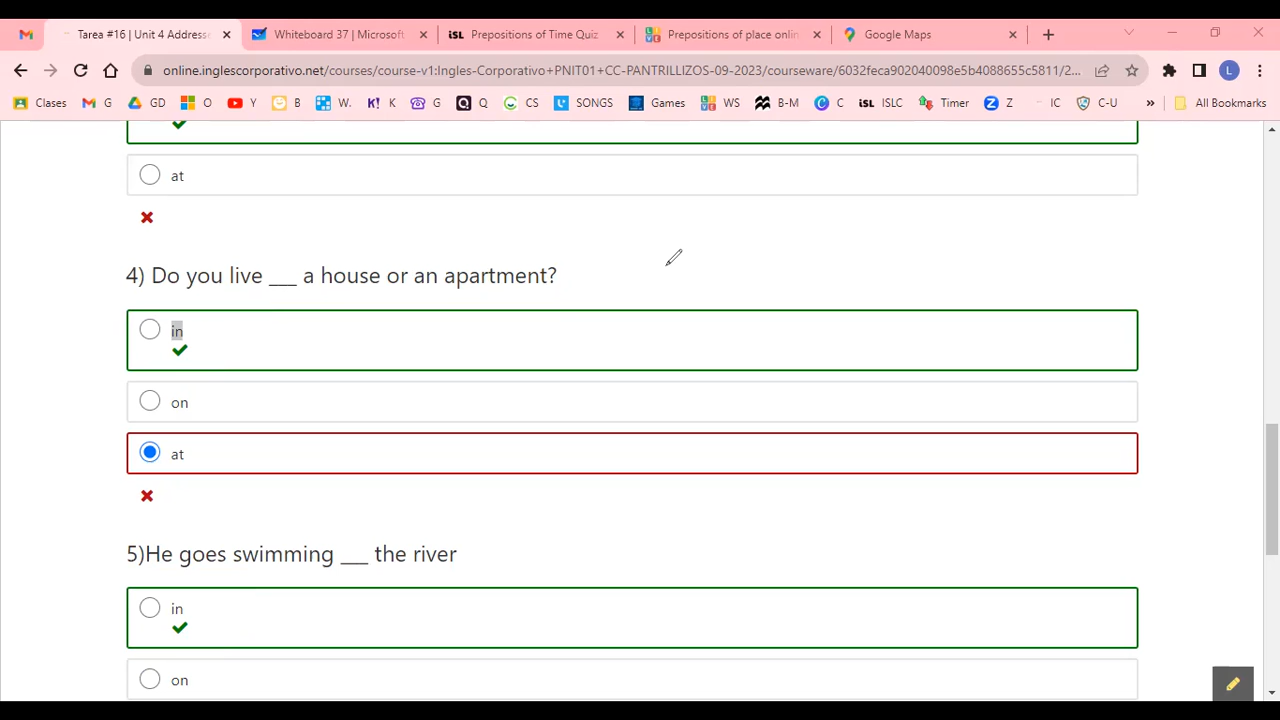 Tarea #16 | Unit 4 Addresse
Whiteboard 37 | Microsoft
ISL Prepositions of Time Quiz
Prepositions of place onlin
Google Maps
online.inglescorporativo.net/courses/course-v1:Ingles-Corporativo+PNIT01+CC-PANTRILLIZOS-09-2023/courseware/6032feca902040098e5b4088655c5811/2...
L
Clases G GD O Y B W. K! K G Q CS SONGS Games WS B-M C ISL ISLC Timer Z IC C-U » All Bookmarks
at
4) Do you live ___ a house or an apartment?
in
on
at
5)He goes swimming ___ the river
in
on